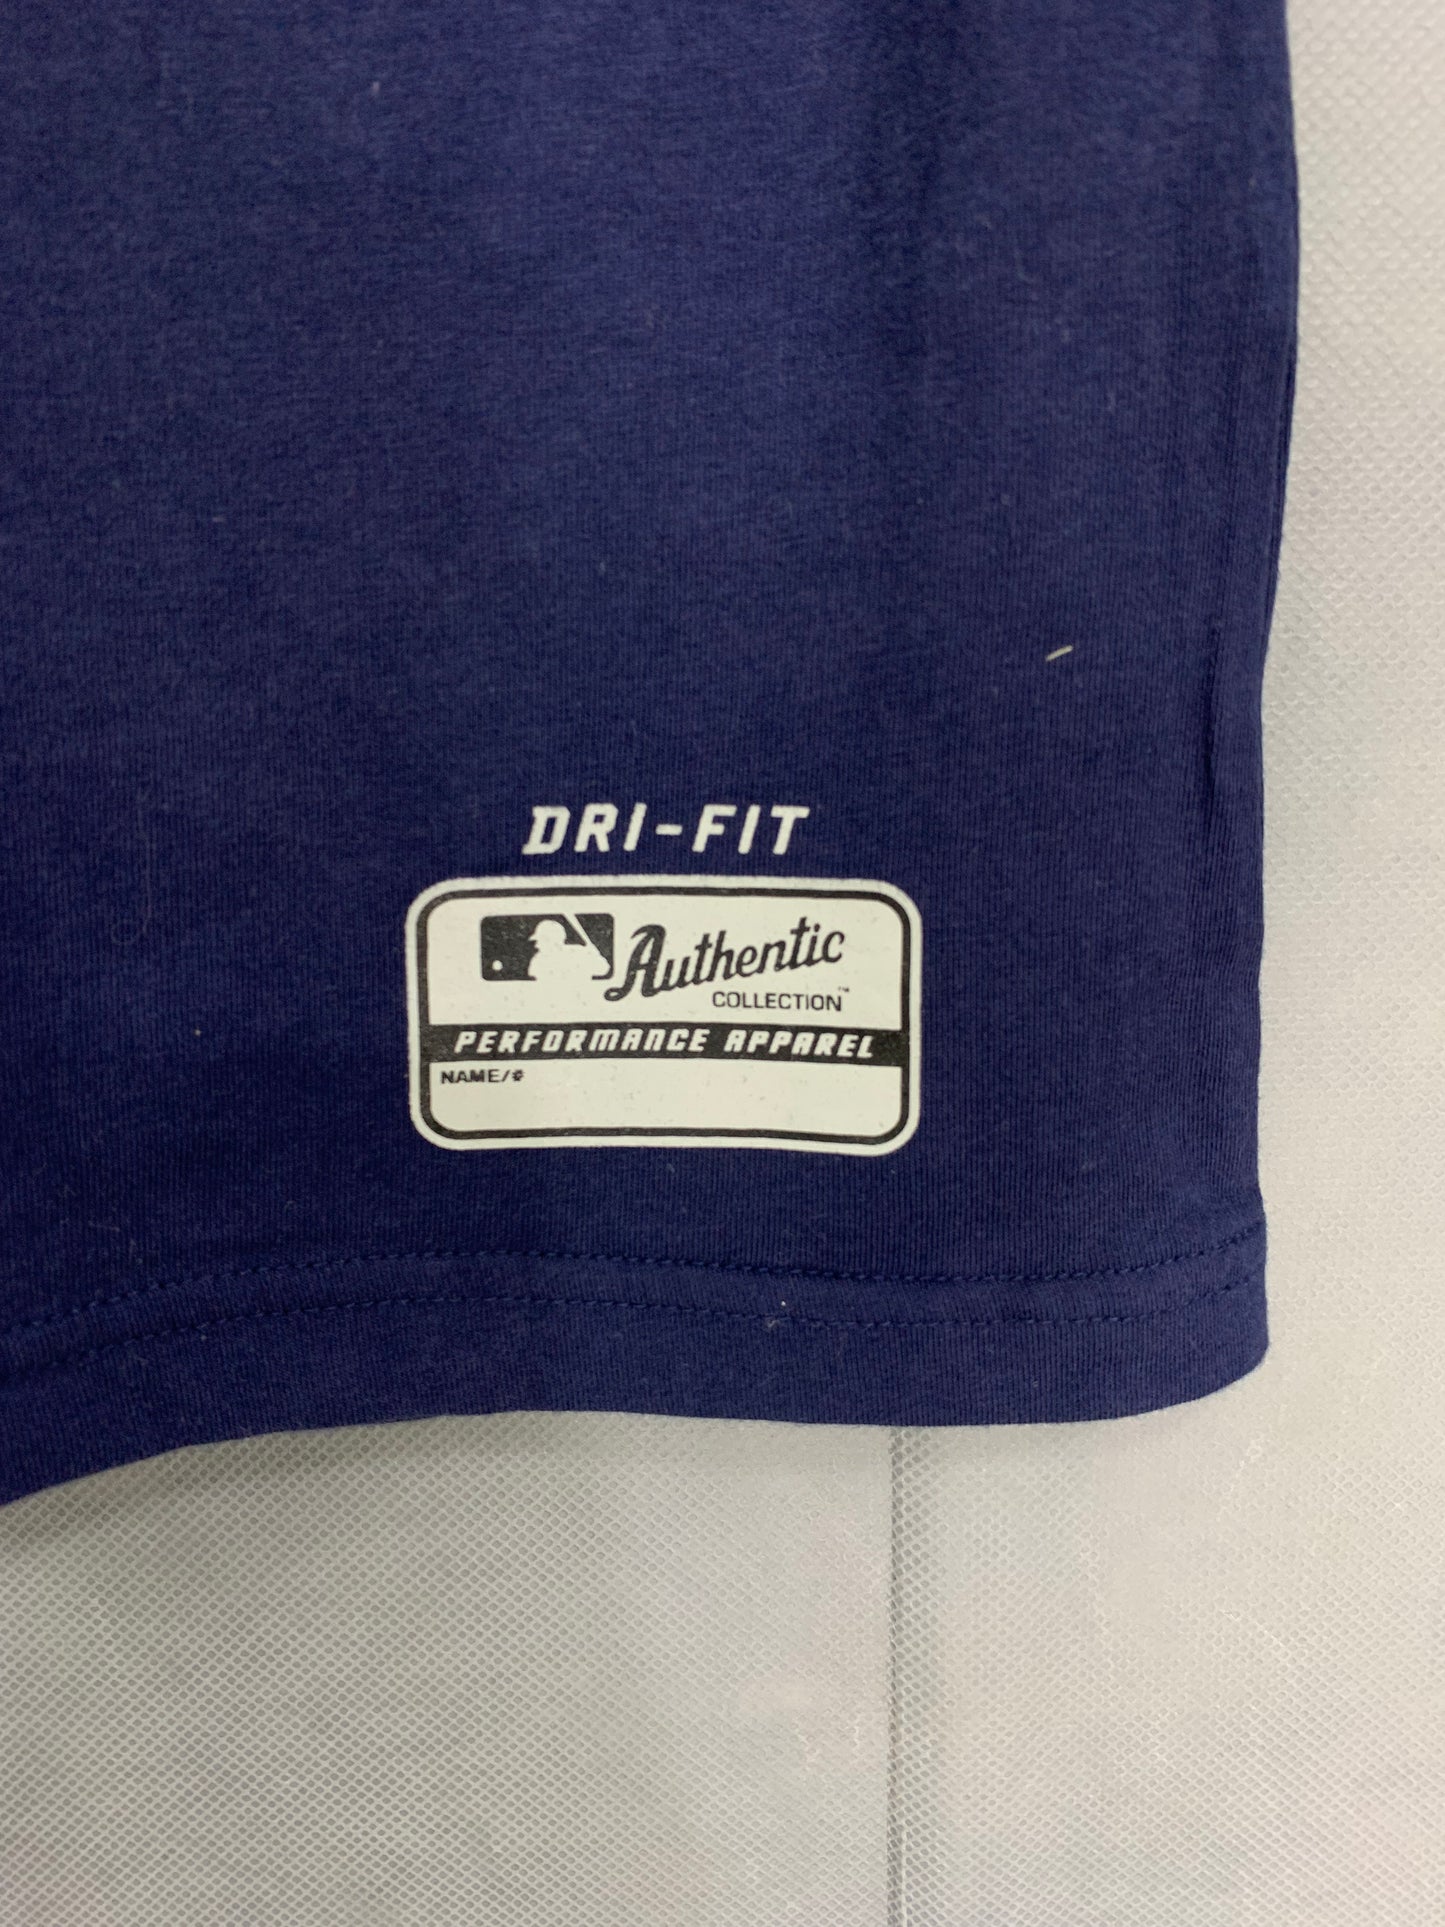 DRI-FIT
Authentic
COLLECTION™
PERFORMANCE APPAREL
NAME/#